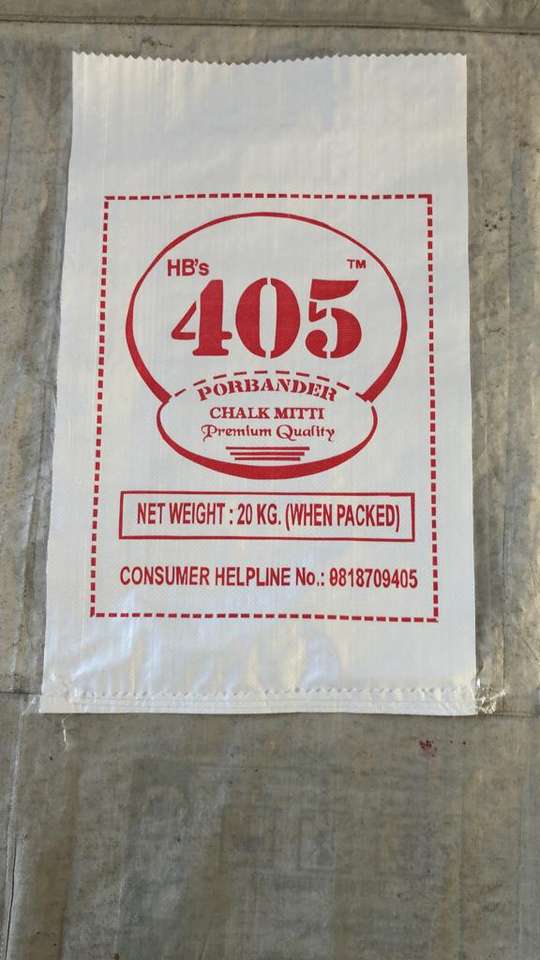 HB's TM
405
PORBANDER
CHALK MITTI
Premium Quality
NET WEIGHT : 20 KG. (WHEN PACKED)
CONSUMER HELPLINE No.: 9818709405